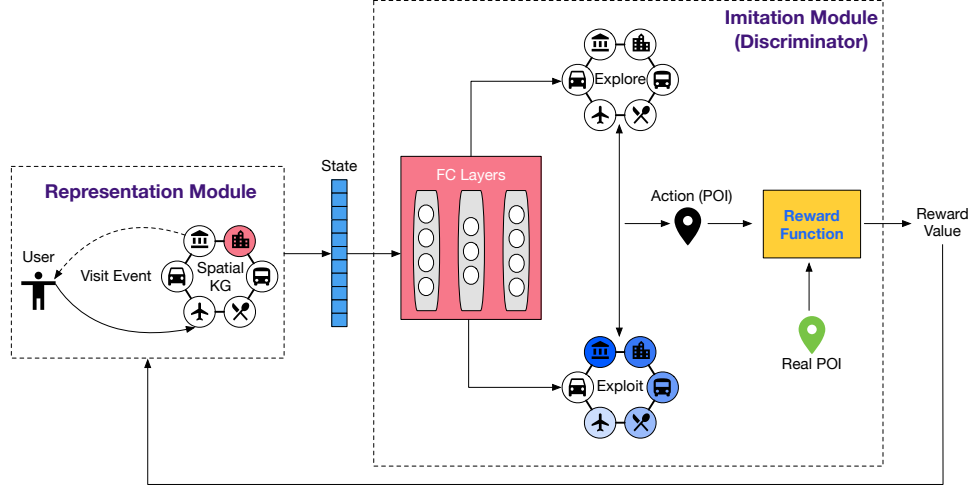 Imitation Module
(Discriminator)
Explore
State
FC Layers
Representation Module
Action (POI)
Reward
Function
Reward
Value
User
Visit Event
Spatial
KG
Real POI
Exploit